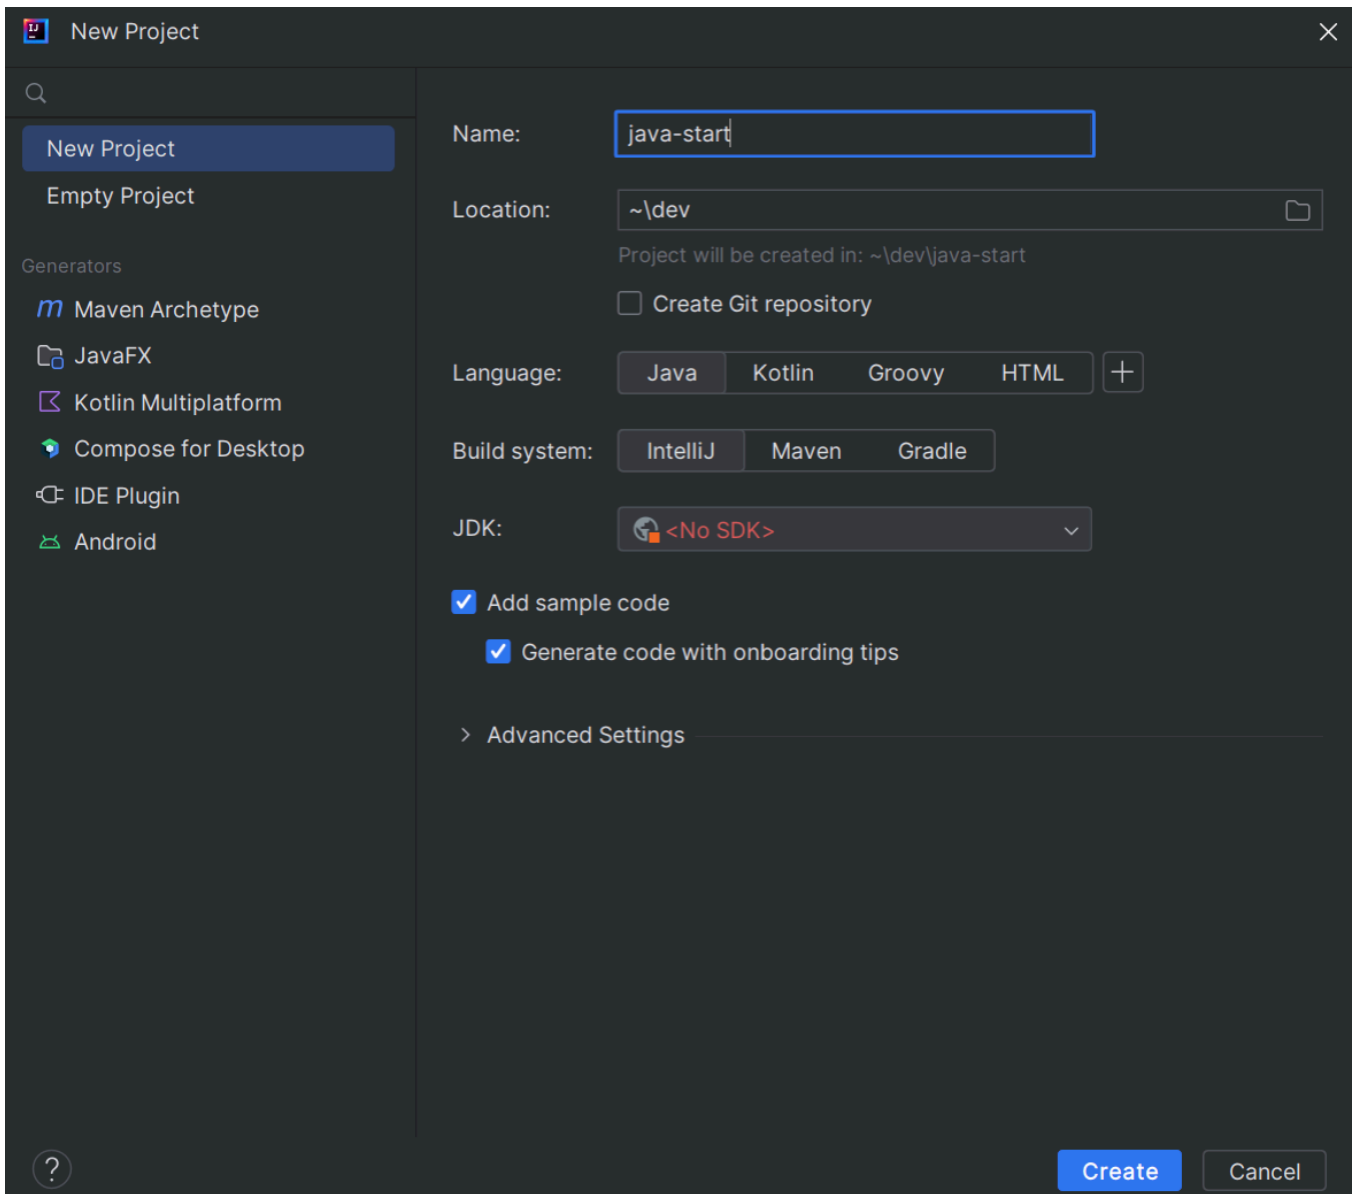 New Project
New Project
Empty Project
Generators
Maven Archetype
JavaFX
Kotlin Multiplatform
Compose for Desktop
IDE Plugin
Android
Name: java-start
Location: ~\dev
Project will be created in: ~\dev\java-start
Create Git repository
Language: Java Kotlin Groovy HTML
Build system: IntelliJ Maven Gradle
JDK: <No SDK>
Add sample code
Generate code with onboarding tips
Advanced Settings
? Create Cancel